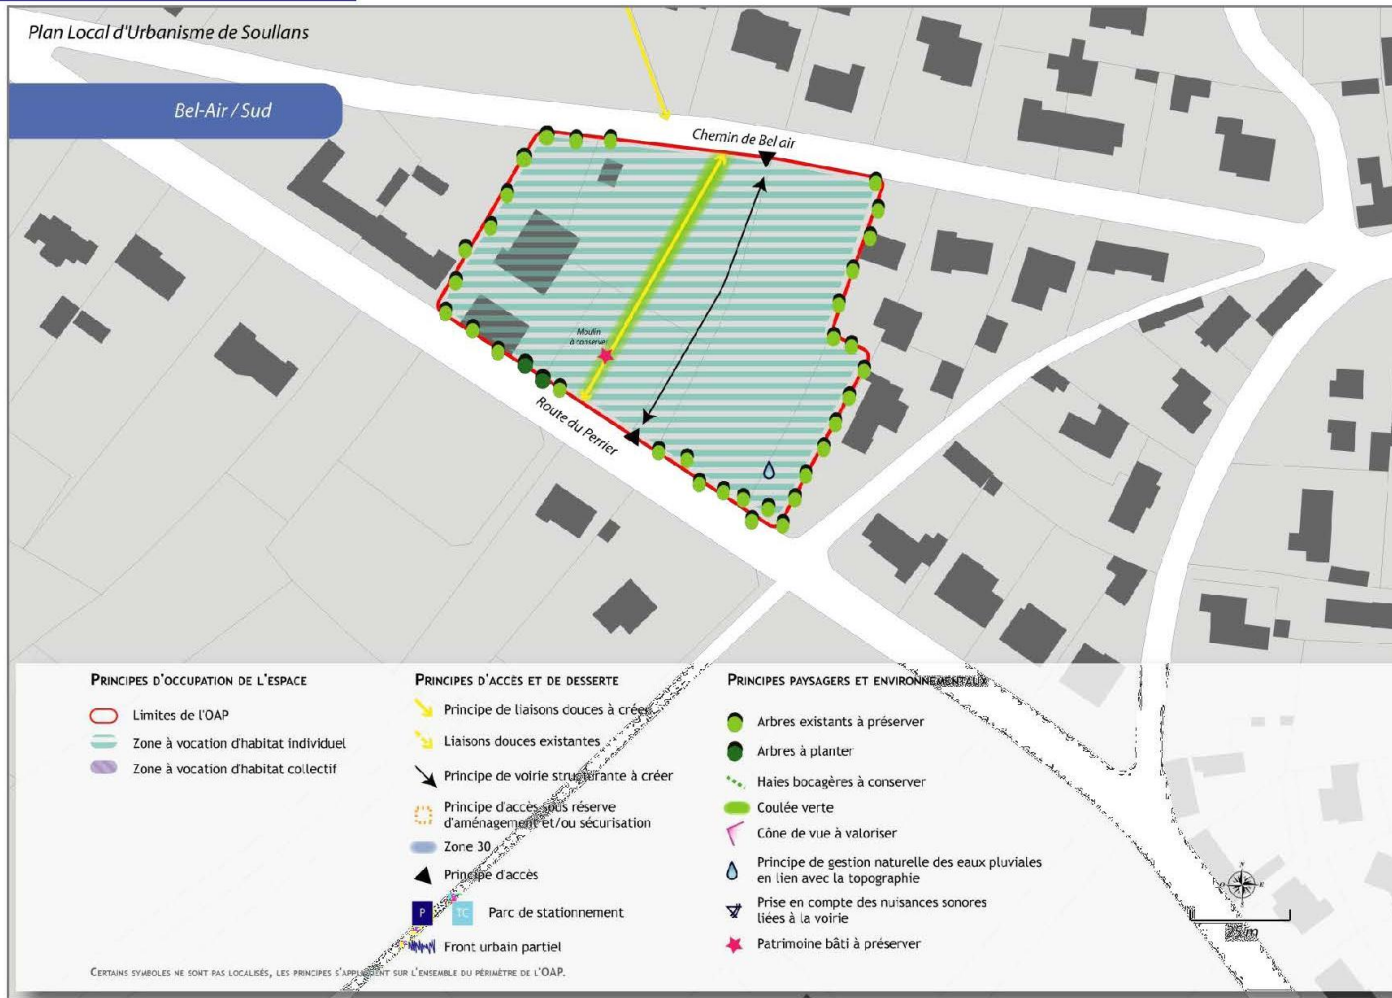 Plan Local d'Urbanisme de Soullans
Bel-Air / Sud
Chemin de Bel air
Moulin
à conserver
Route du Perrier
PRINCIPES D'OCCUPATION DE L'ESPACE
Limites de l'OAP
Zone à vocation d'habitat individuel
Zone à vocation d'habitat collectif
PRINCIPES D'ACCÈS ET DE DESSERTE
Principe de liaisons douces à créer
Liaisons douces existantes
Principe de voirie structurante à créer
Principe d'accès sous réserve
d'aménagement et/ou sécurisation
Zone 30
Principe d'accès
P
TC
Parc de stationnement
Front urbain partiel
PRINCIPES PAYSAGERS ET ENVIRONNEMENTAUX
Arbres existants à préserver
Arbres à planter
Haies bocagères à conserver
Coulée verte
Cône de vue à valoriser
Principe de gestion naturelle des eaux pluviales
en lien avec la topographie
Prise en compte des nuisances sonores
liées à la voirie
Patrimoine bâti à préserver
CERTAINS SYMBOLES NE SONT PAS LOCALISÉS, LES PRINCIPES S'APPLIQUENT SUR L'ENSEMBLE DU PÉRIMÈTRE DE L'OAP.